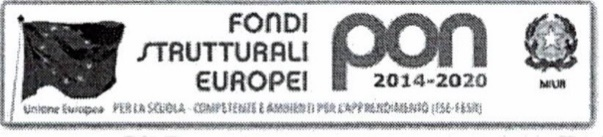 FONDI
STRUTTURALI
EUROPEI
pon
2014-2020
MIUR
Unione Europea PER LA SCUOLA - COMPETENZE E AMBIENTI PER L'APPRENDIMENTO (FSE-FESR)